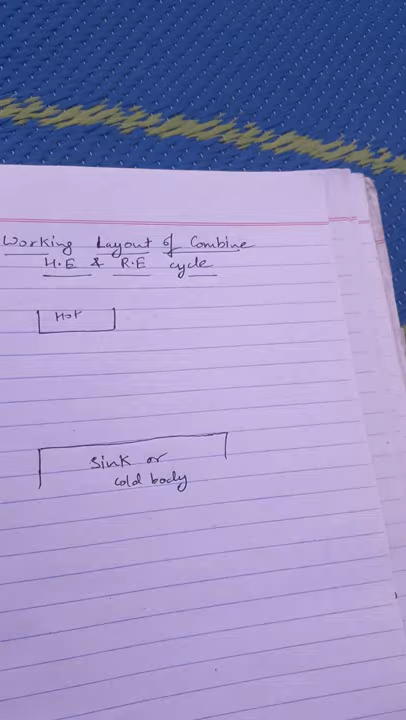 Working Layout of Combine
H.E & R.E cycle
Hot
Sink or
cold body